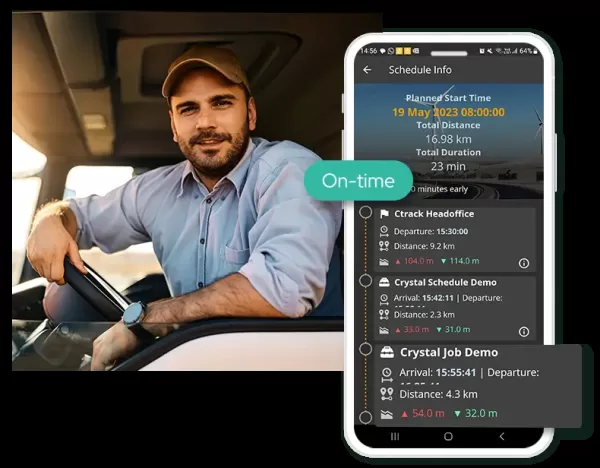 14:56
64%
Schedule Info
Planned Start Time
19 May 2023 08:00:00
Total Distance
16.98 km
Total Duration
23 min
On-time
0 minutes early
Ctrack Headoffice
Departure: 15:30:00
Distance: 9.2 km
▲ 104.0 m ▼ 114.0 m
Crystal Schedule Demo
Arrival: 15:42:11 | Departure:
Distance: 2.3 km
▲ 33.0 m ▼ 31.0 m
Crystal Job Demo
Arrival: 15:55:41 | Departure:
Distance: 4.3 km
▲ 54.0 m ▼ 32.0 m